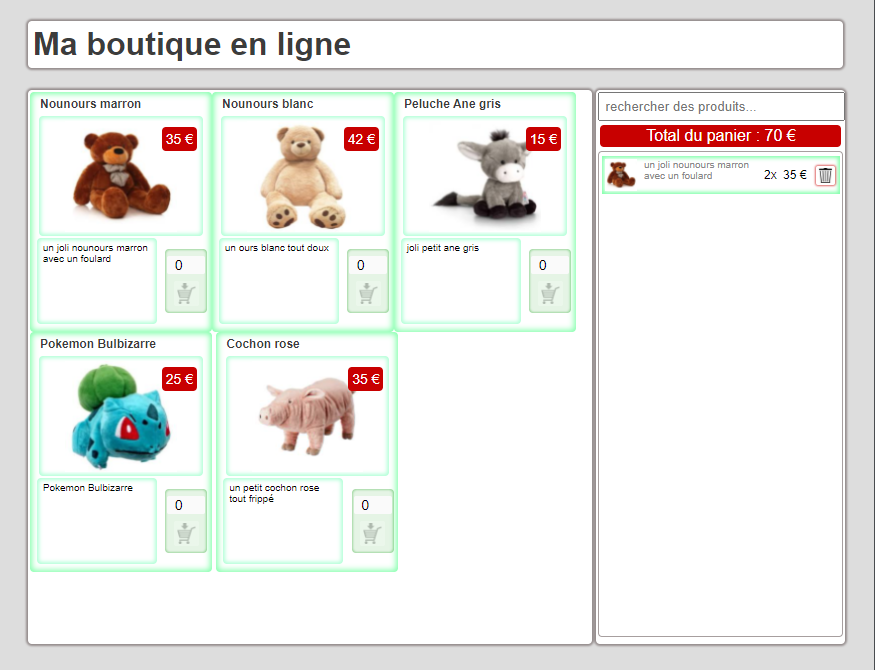 Ma boutique en ligne
Nounours marron
35 €
un joli nounours marron
avec un foulard
0
Nounours blanc
42 €
un ours blanc tout doux
0
Peluche Ane gris
15 €
joli petit ane gris
0
Pokemon Bulbizarre
25 €
Pokemon Bulbizarre
0
Cochon rose
35 €
un petit cochon rose
tout frippé
0
rechercher des produits...
Total du panier : 70 €
un joli nounours marron
avec un foulard
2x 35 €